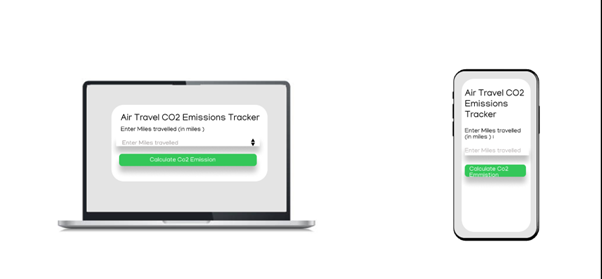 Air Travel CO2 Emissions Tracker
Enter Miles travelled (in miles )
Enter Miles travelled
Calculate Co2 Emission
Air Travel CO2
Emissions
Tracker
Enter Miles travelled
(in miles ) :
Enter Miles travelled
Calculate Co2
Emmission